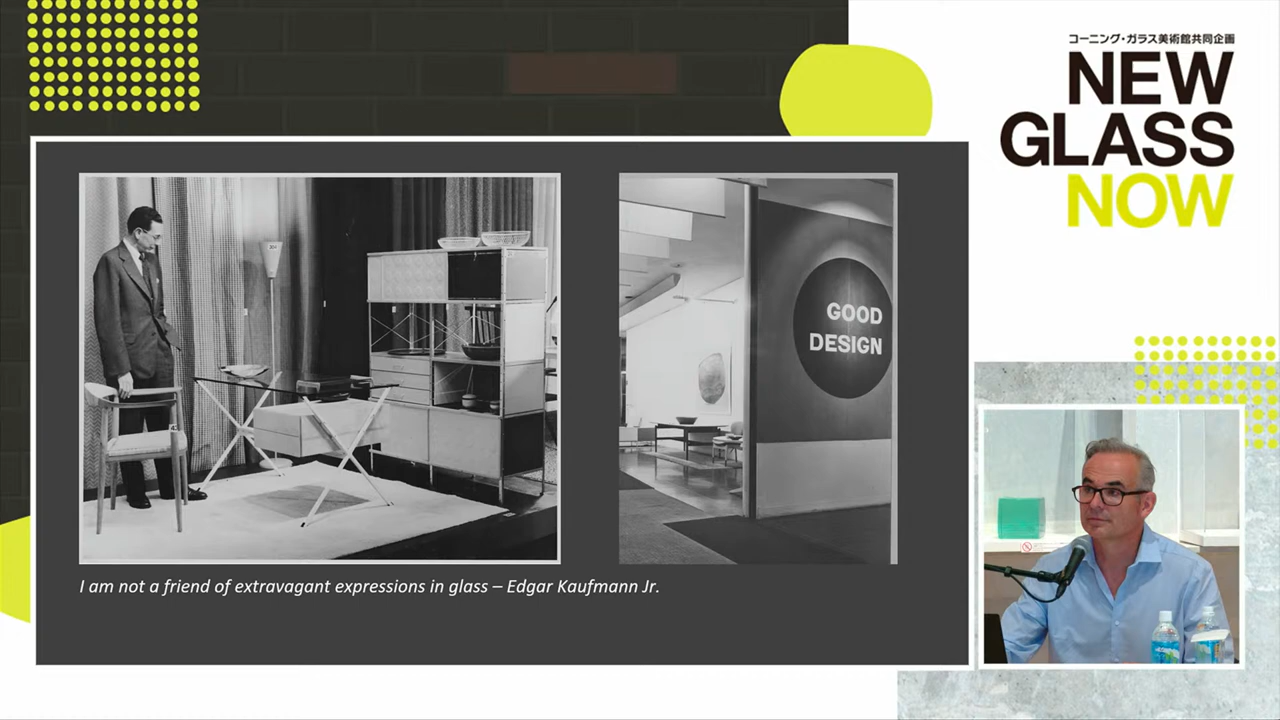 コーニング・ガラス美術館共同企画
NEW
GLASS
NOW
GOOD
DESIGN
I am not a friend of extravagant expressions in glass – Edgar Kaufmann Jr.